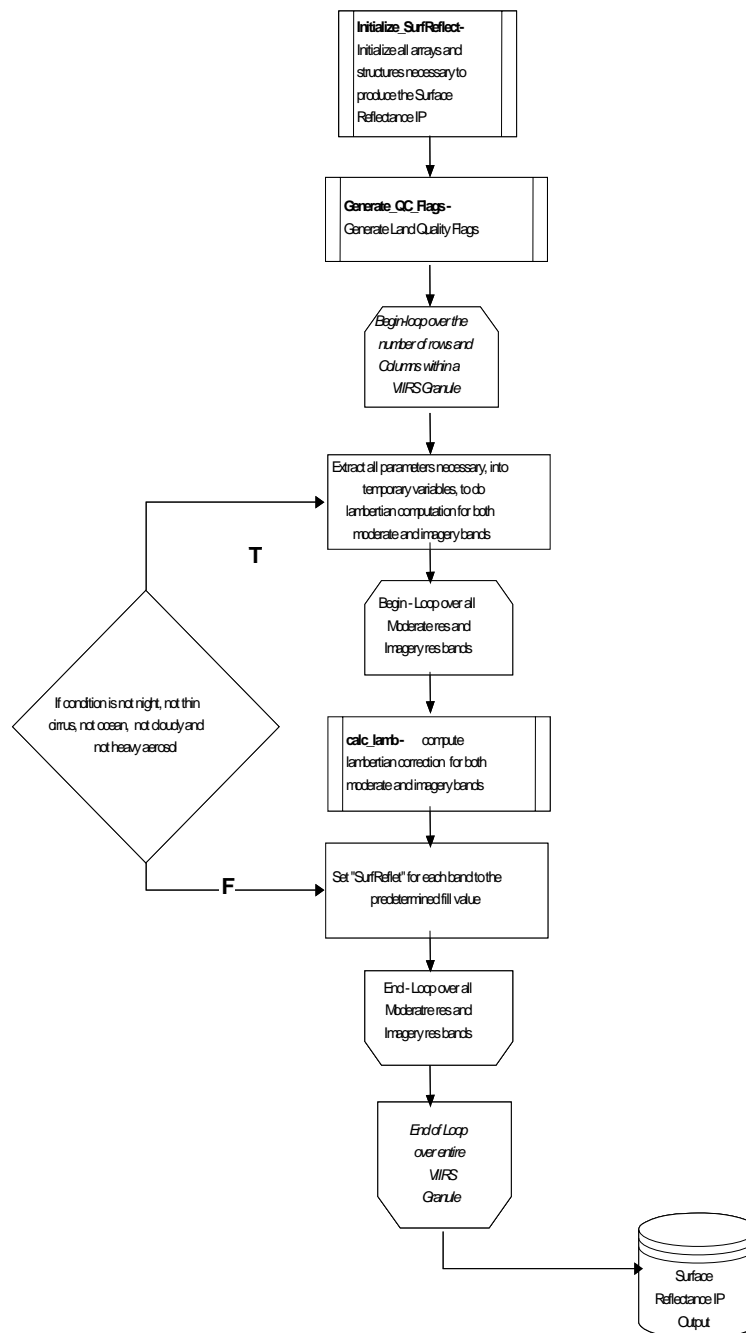 Initialize_SurfReflect-
Initialize all arrays and
structures necessary to
produce the Surface
Reflectance IP
Generate_QC_Flags -
Generate Land Quality Flags
Begin-loop over the
number of rows and
Columns within a
VIIRS Granule
Extract all parameters necessary, into
temporary variables, to do
lambertian computation for both
moderate and imagery bands
T
Begin - Loop over all
Moderate res and
Imagery res bands
If condition is not night, not thin
cirrus, not ocean, not cloudy and
not heavy aerosol
calc_lamb - compute
lambertian correction for both
moderate and imagery bands
F
Set "SurfReflet" for each band to the
predetermined fill value
End - Loop over all
Moderatre res and
Imagery res bands
End of Loop
over entire
VIIRS
Granule
Surface
Reflectance IP
Output